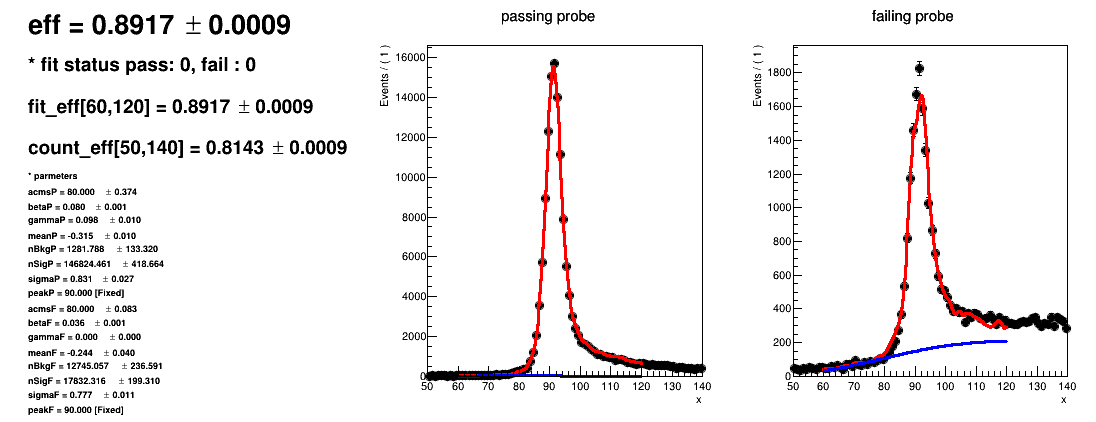 eff = 0.8917 ± 0.0009
* fit status pass: 0, fail : 0
fit_eff[60,120] = 0.8917 ± 0.0009
count_eff[50,140] = 0.8143 ± 0.0009
* parmeters
acmsP = 80.000 ± 0.374
betaP = 0.080 ± 0.001
gammaP = 0.098 ± 0.010
meanP = -0.315 ± 0.010
nBkgP = 1281.788 ± 133.320
nSigP = 146824.461 ± 418.664
sigmaP = 0.831 ± 0.027
peakP = 90.000 [Fixed]
acmsF = 80.000 ± 0.083
betaF = 0.036 ± 0.001
gammaF = 0.000 ± 0.000
meanF = -0.244 ± 0.040
nBkgF = 12745.057 ± 236.591
nSigF = 17832.316 ± 199.310
sigmaF = 0.777 ± 0.011
peakF = 90.000 [Fixed]
passing probe
Events / ( 1 )
16000
14000
12000
10000
8000
6000
4000
2000
0
50 60 70 80 90 100 110 120 130 140
x
failing probe
Events / ( 1 )
1800
1600
1400
1200
1000
800
600
400
200
0
50 60 70 80 90 100 110 120 130 140
x